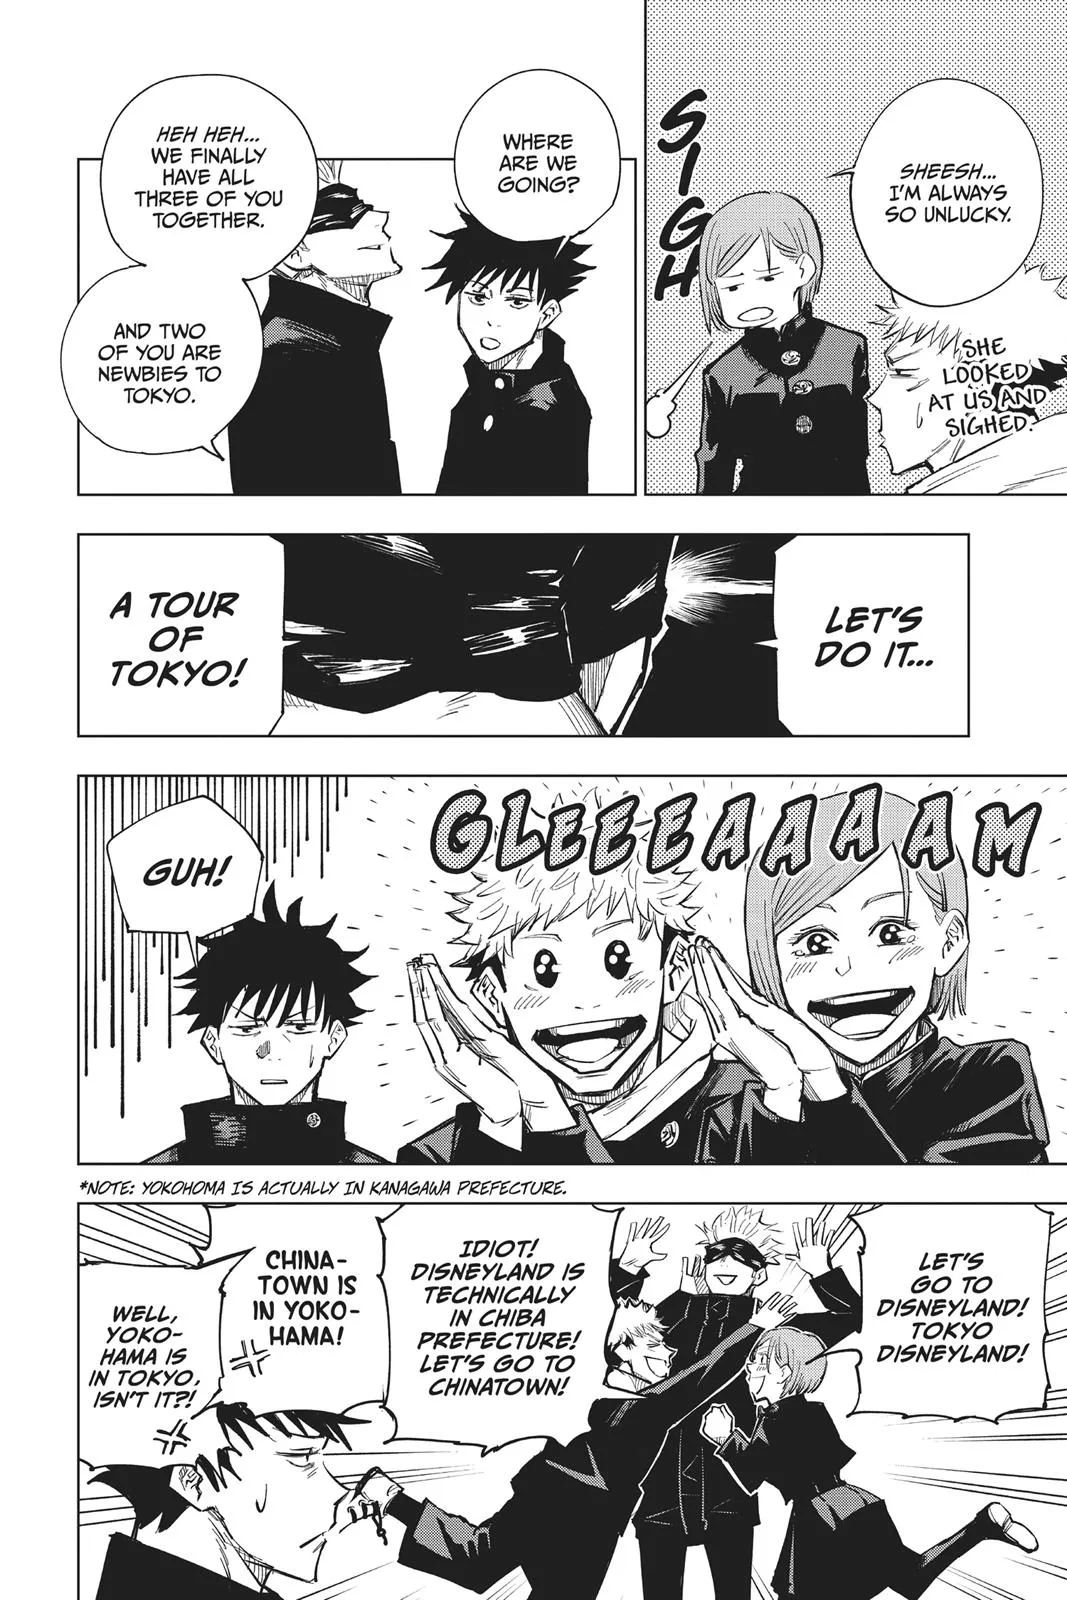 SHEESH...
I'M ALWAYS
SO UNLUCKY.
SIGH
SHE
LOOKED
AT US AND
SIGHED.
WHERE
ARE WE
GOING?
HEH HEH...
WE FINALLY
HAVE ALL
THREE OF YOU
TOGETHER.
AND TWO
OF YOU ARE
NEWBIES TO
TOKYO.
LET'S
DO IT...
A TOUR
OF
TOKYO!
GLEEEAAAAM
GUH!
*NOTE: YOKOHOMA IS ACTUALLY IN KANAGAWA PREFECTURE.
LET'S
GO TO
DISNEYLAND!
TOKYO
DISNEYLAND!
IDIOT!
DISNEYLAND IS
TECHNICALLY
IN CHIBA
PREFECTURE!
LET'S GO TO
CHINATOWN!
CHINA-
TOWN IS
IN YOKO-
HAMA!
WELL,
YOKO-
HAMA IS
IN TOKYO,
ISN'T IT?!